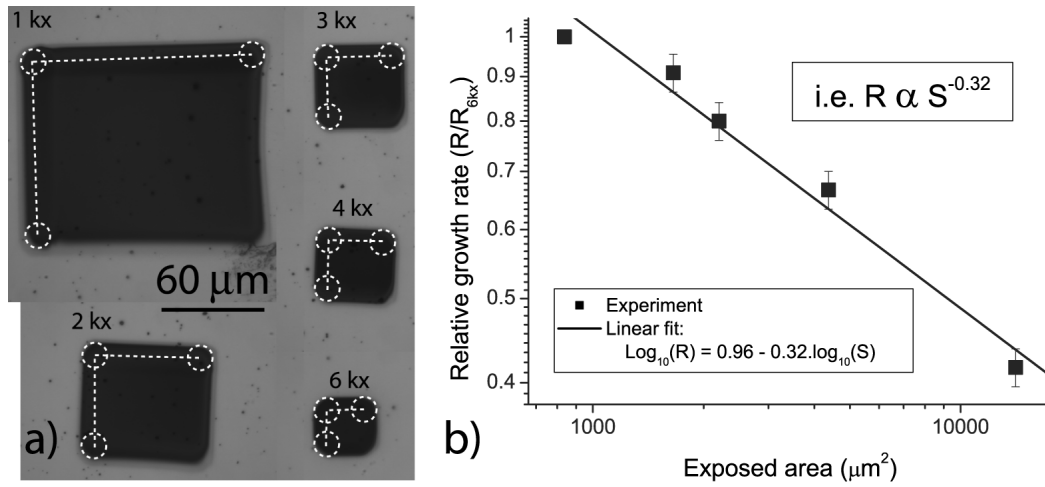 1 kx
3 kx
4 kx
60 μm
2 kx
6 kx
a)
Relative growth rate (R/R6kx)
1
0.9
0.8
0.7
0.6
0.5
0.4
i.e. R α S^-0.32
Experiment
Linear fit:
Log10(R) = 0.96 - 0.32.log10(S)
1000
10000
b)
Exposed area (μm²)